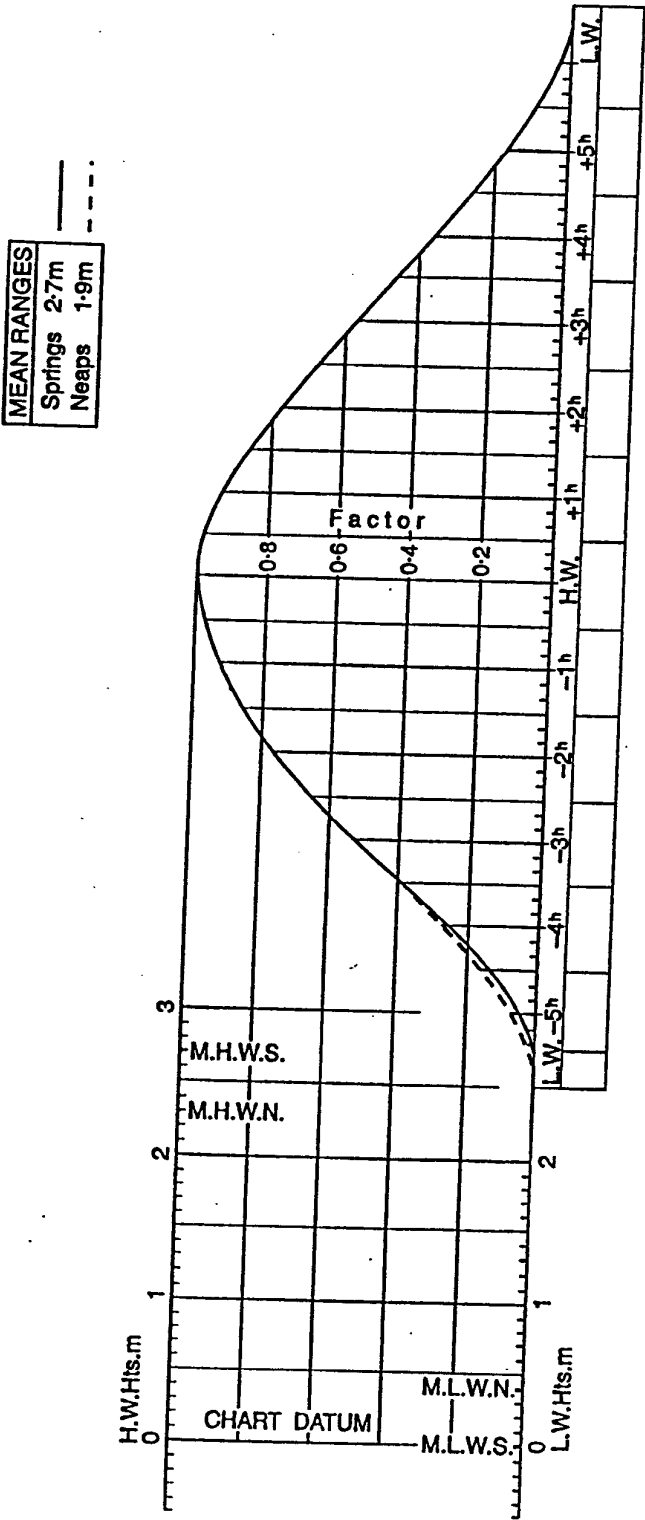 MEAN RANGES
Springs 2·7m
Neaps 1·9m
H.W.Hts.m
0 1 2 3
M.H.W.S.
M.H.W.N.
CHART DATUM
M.L.W.N.
M.L.W.S.
0 1 2
L.W.Hts.m
Factor
0·8
0·6
0·4
0·2
L.W. -5h -4h -3h -2h -1h H.W. +1h +2h +3h +4h +5h L.W.